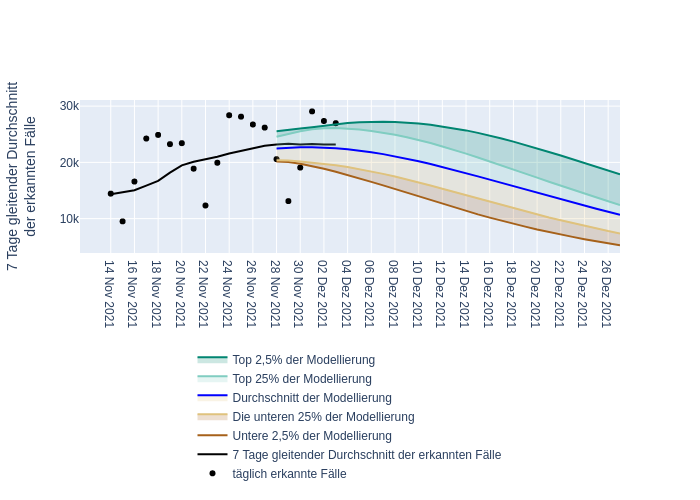 7 Tage gleitender Durchschnitt
der erkannten Fälle
30k
20k
10k
14 Nov 2021
16 Nov 2021
18 Nov 2021
20 Nov 2021
22 Nov 2021
24 Nov 2021
26 Nov 2021
28 Nov 2021
30 Nov 2021
02 Dez 2021
04 Dez 2021
06 Dez 2021
08 Dez 2021
10 Dez 2021
12 Dez 2021
14 Dez 2021
16 Dez 2021
18 Dez 2021
20 Dez 2021
22 Dez 2021
24 Dez 2021
26 Dez 2021
Top 2,5% der Modellierung
Top 25% der Modellierung
Durchschnitt der Modellierung
Die unteren 25% der Modellierung
Untere 2,5% der Modellierung
7 Tage gleitender Durchschnitt der erkannten Fälle
täglich erkannte Fälle